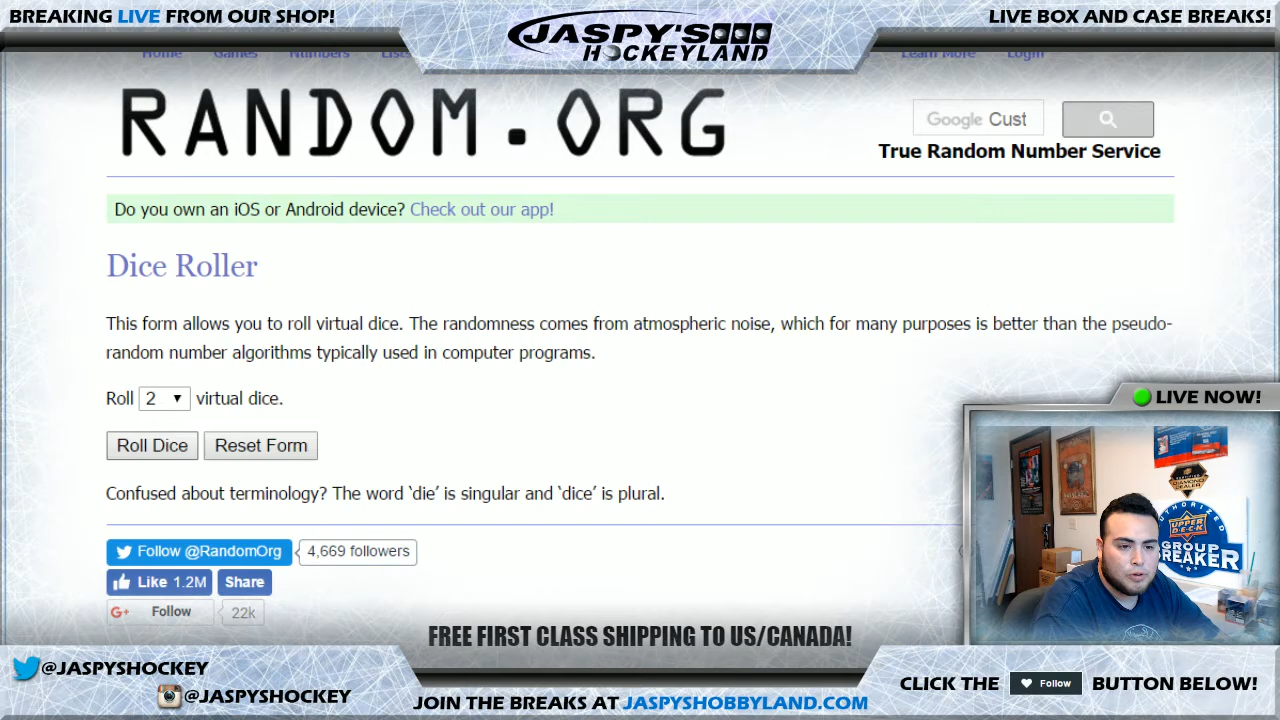 BREAKING LIVE FROM OUR SHOP!
JASPY'S
HOCKEYLAND
LIVE BOX AND CASE BREAKS!
Home Games Numbers Lists Learn More Login
RANDOM.ORG
Google Cust
True Random Number Service
Do you own an iOS or Android device? Check out our app!
Dice Roller
This form allows you to roll virtual dice. The randomness comes from atmospheric noise, which for many purposes is better than the pseudo-
random number algorithms typically used in computer programs.
Roll 2 virtual dice.
Roll Dice Reset Form
Confused about terminology? The word ‘die’ is singular and ‘dice’ is plural.
Follow @RandomOrg 4,669 followers
Like 1.2M Share
G+ Follow 22k
LIVE NOW!
DIAMOND
DEALER
AUTHORIZED
UPPER
DECK
GROUP
BREAKER
FREE FIRST CLASS SHIPPING TO US/CANADA!
@JASPYSHOCKEY
@JASPYSHOCKEY
JOIN THE BREAKS AT JASPYSHOBBYLAND.COM
CLICK THE Follow BUTTON BELOW!